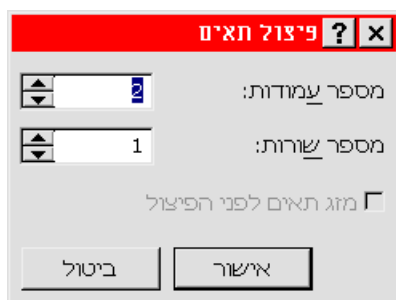 פיצול תאים
מספר עמודות: 2
מספר שורות: 1
מזג תאים לפני הפיצול
אישור ביטול